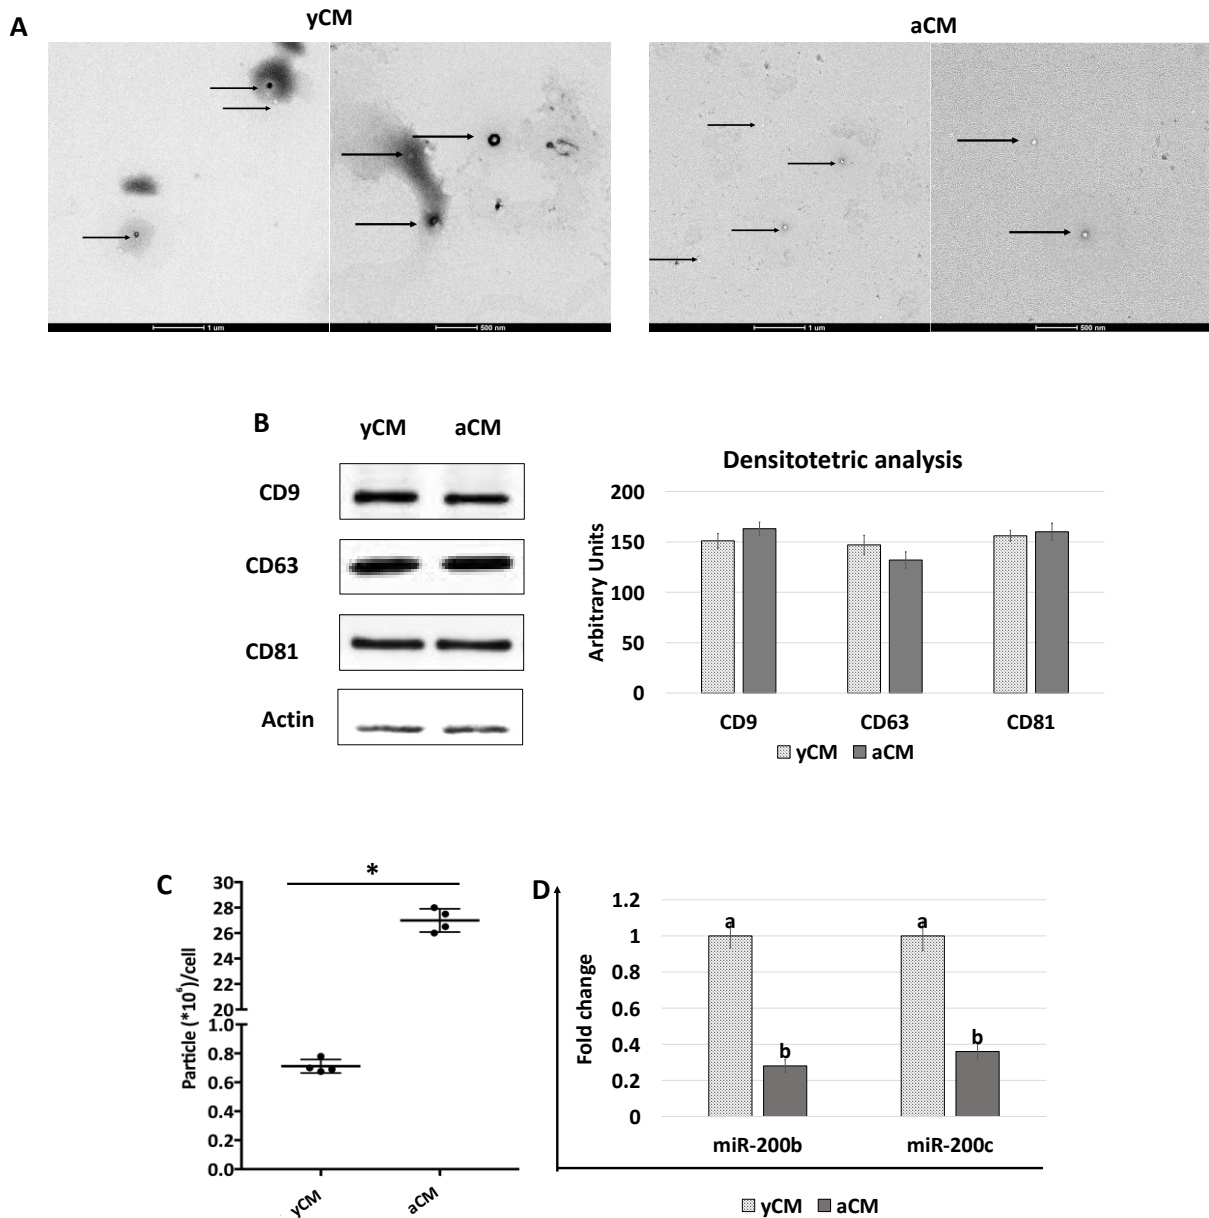 A
yCM
aCM
1 um
500 nm
1 um
500 nm
B
yCM
aCM
CD9
CD63
CD81
Actin
Densitotetric analysis
Arbitrary Units
200
150
100
50
0
CD9
CD63
CD81
yCM
aCM
C
*
Particle (*10⁶)/cell
30
28
26
24
22
20
1.0
0.8
0.6
0.4
0.2
0.0
yCM
aCM
D
Fold change
1.2
1
0.8
0.6
0.4
0.2
0
a
b
a
b
miR-200b
miR-200c
yCM
aCM